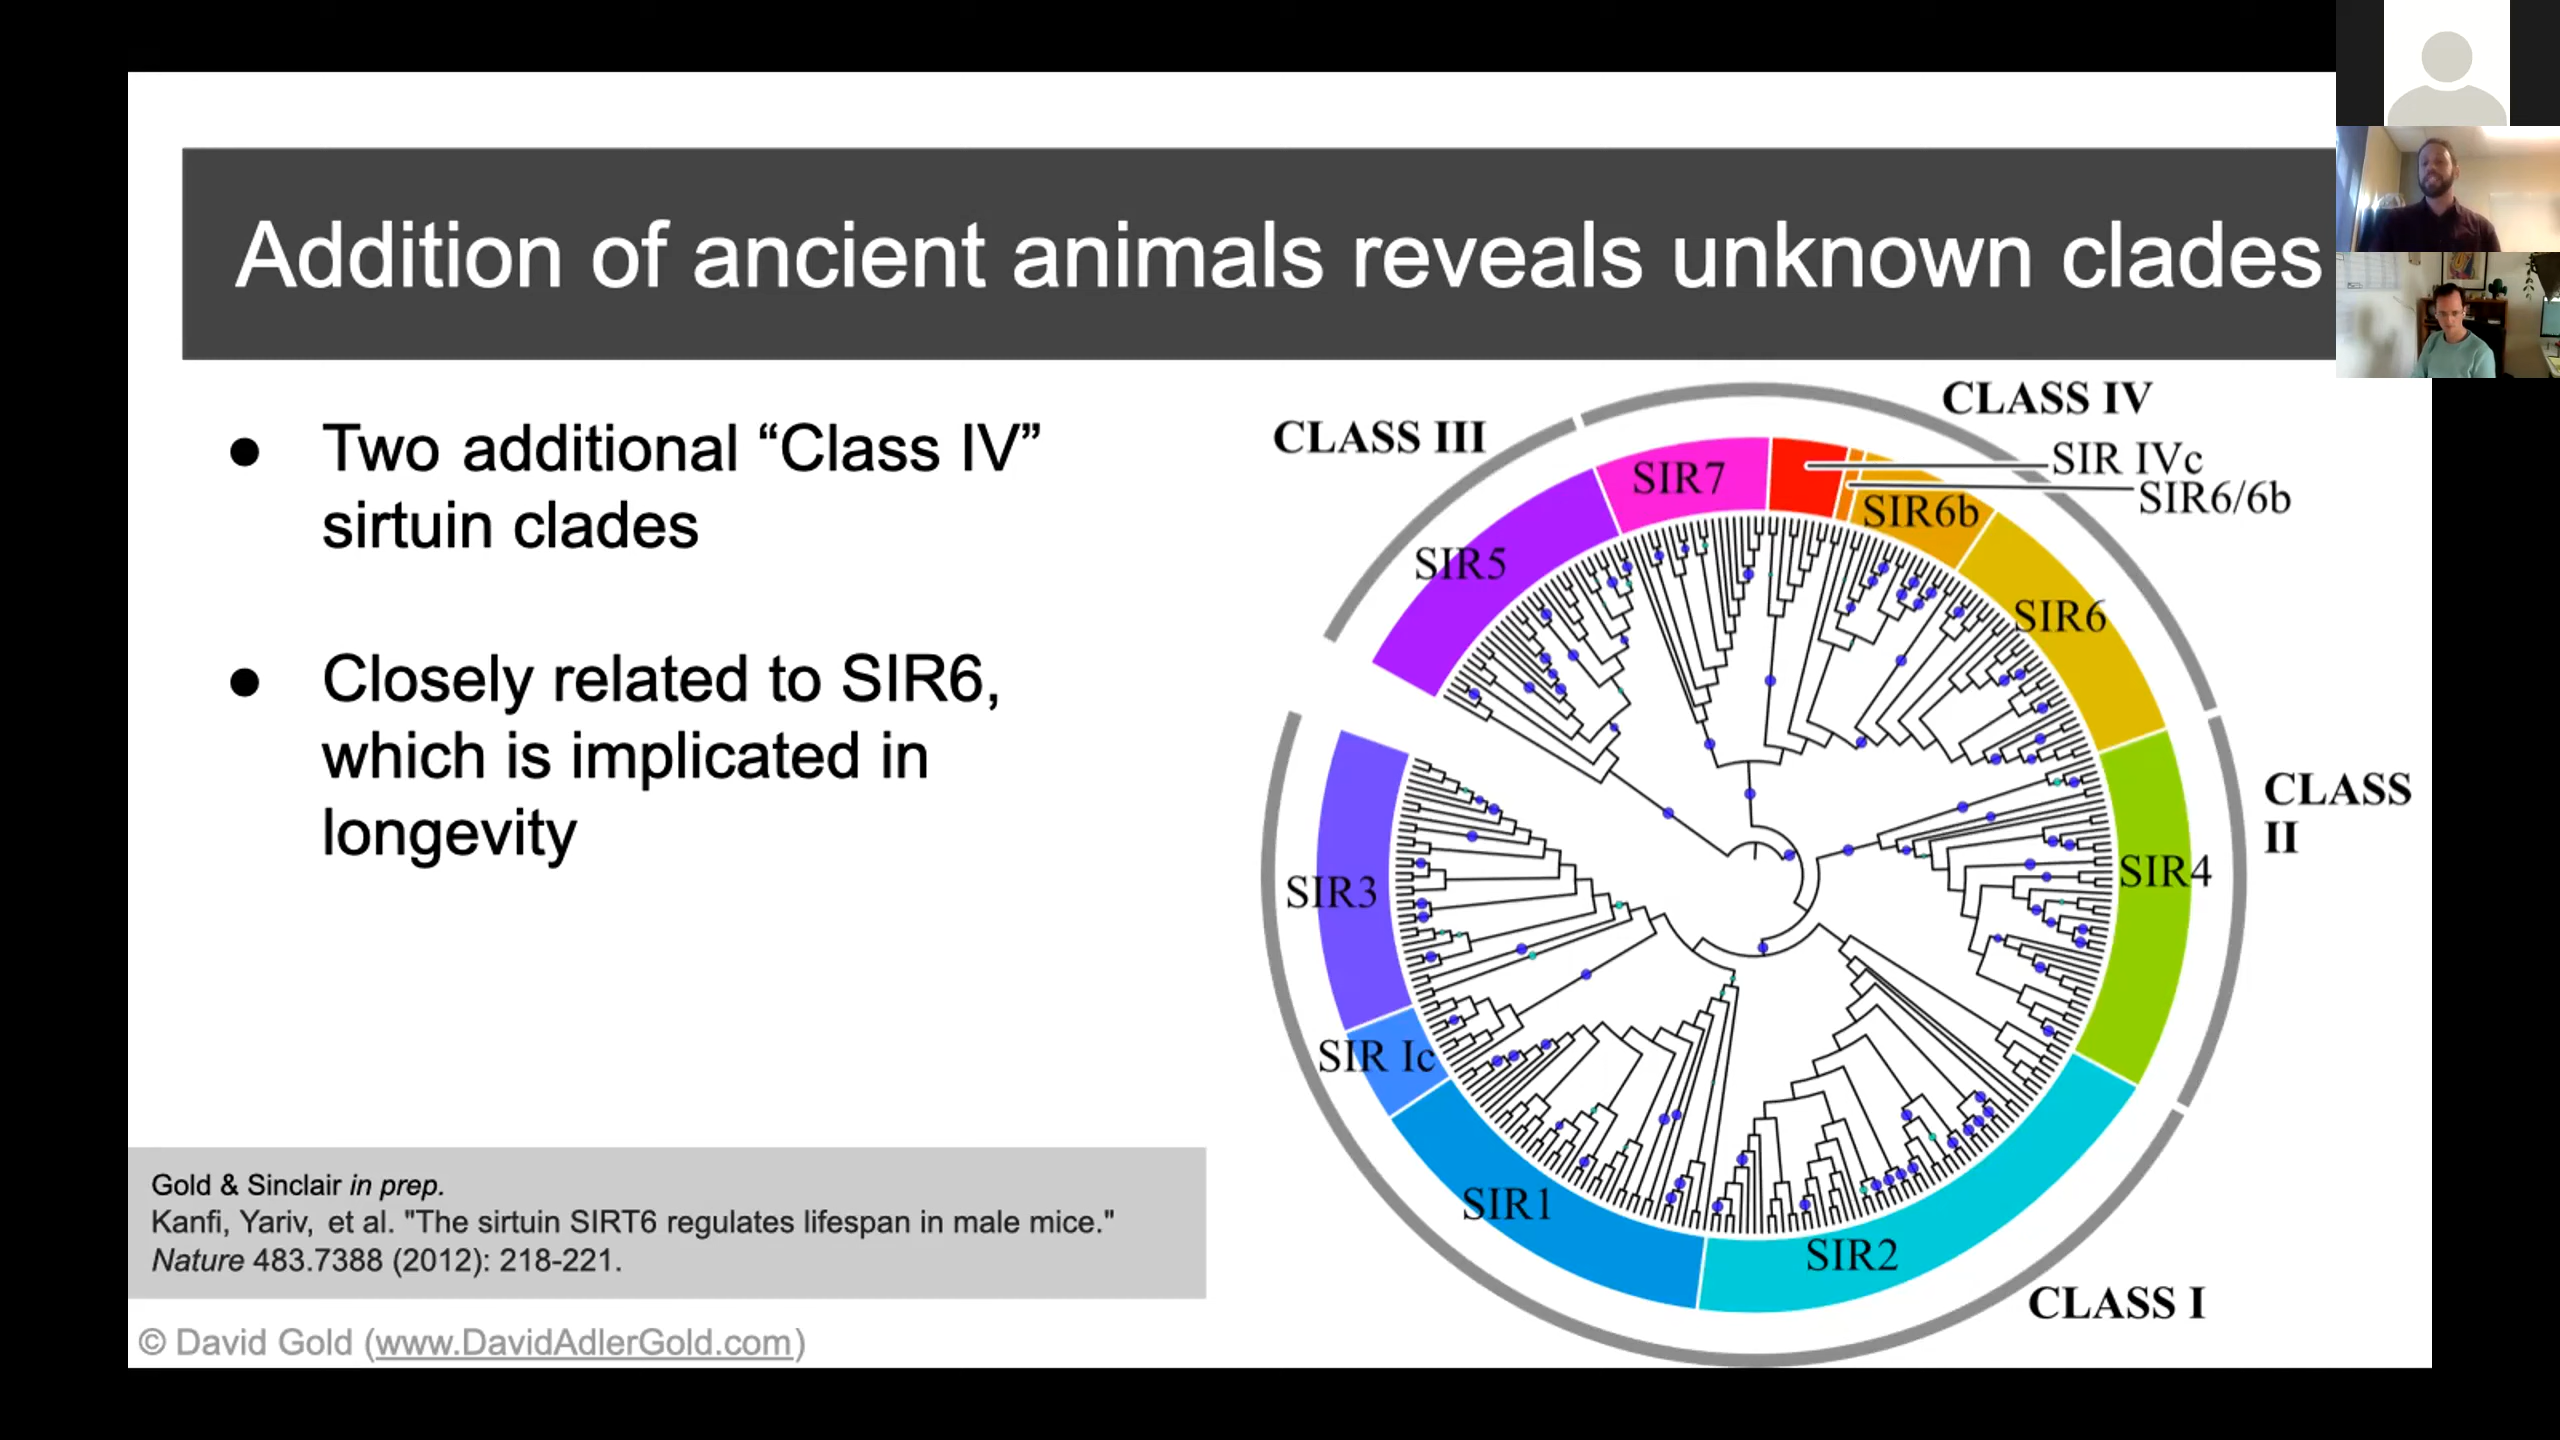 Addition of ancient animals reveals unknown clades
● Two additional “Class IV”
sirtuin clades
● Closely related to SIR6,
which is implicated in
longevity
Gold & Sinclair in prep.
Kanfi, Yariv, et al. "The sirtuin SIRT6 regulates lifespan in male mice."
Nature 483.7388 (2012): 218-221.
© David Gold (www.DavidAdlerGold.com)
CLASS III
CLASS IV
SIR IVc
SIR6/6b
SIR7
SIR6b
SIR5
SIR6
CLASS
II
SIR4
SIR3
SIR Ic
SIR1
SIR2
CLASS I